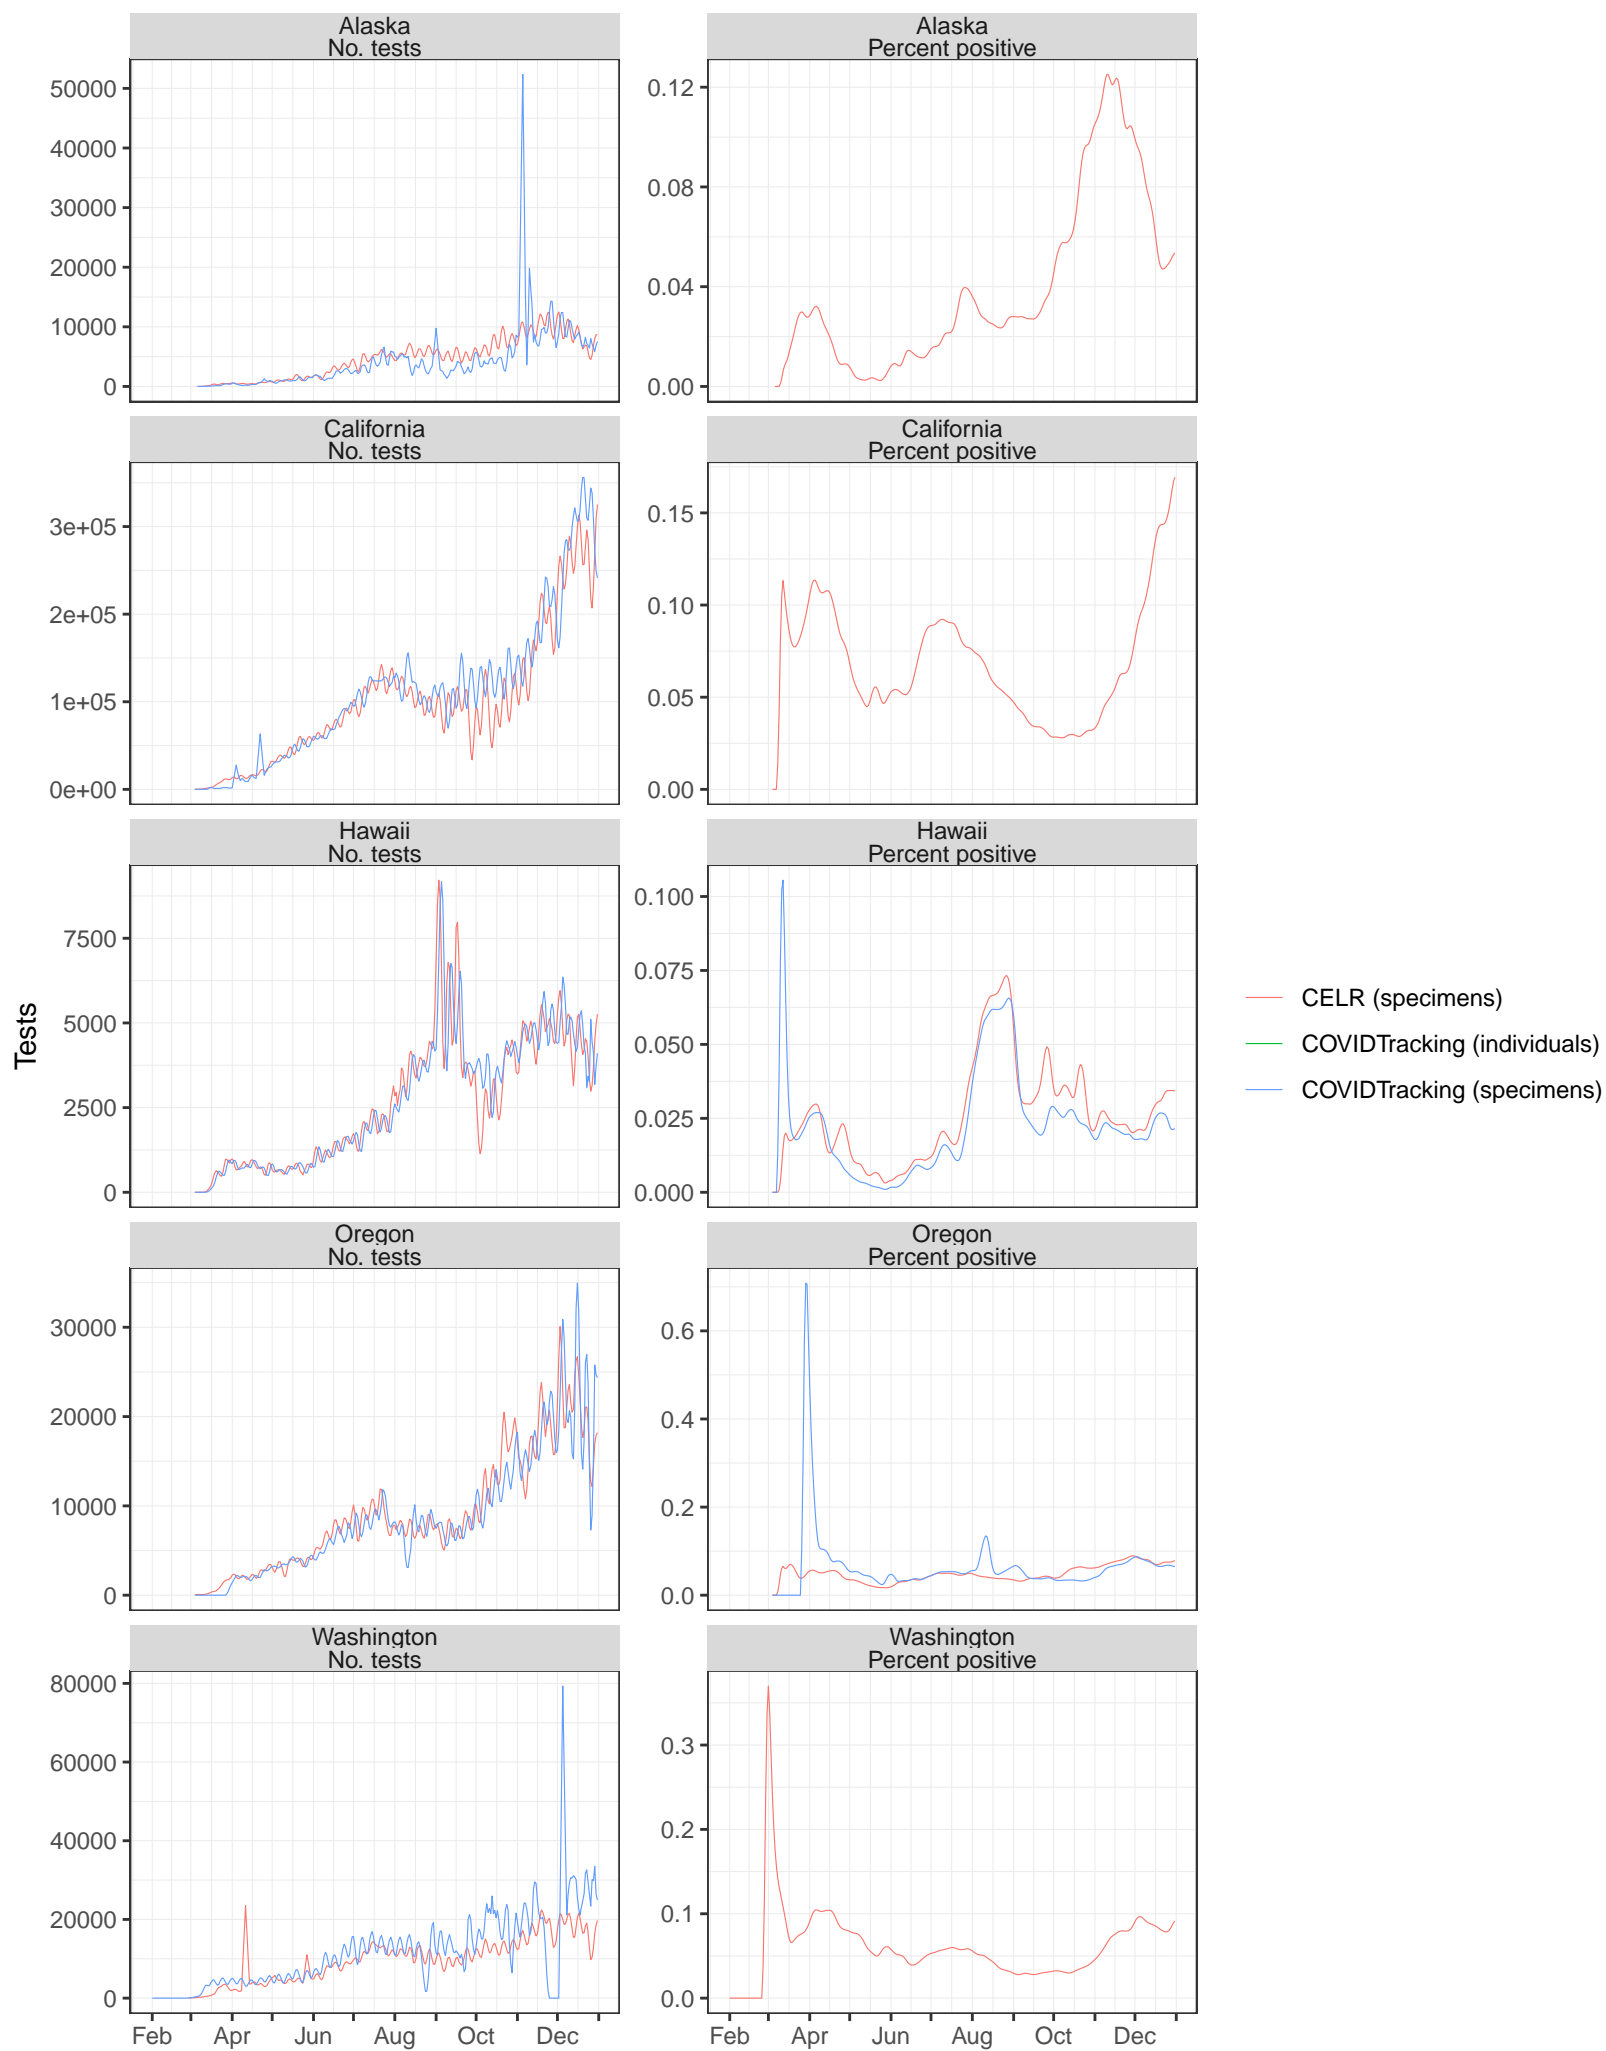 Alaska
No. tests
Alaska
Percent positive
50000
40000
30000
20000
10000
0
0.12
0.08
0.04
0.00
California
No. tests
California
Percent positive
3e+05
2e+05
1e+05
0e+00
0.15
0.10
0.05
0.00
Hawaii
No. tests
Hawaii
Percent positive
7500
5000
2500
0
0.100
0.075
0.050
0.025
0.000
Tests
CELR (specimens)
COVIDTracking (individuals)
COVIDTracking (specimens)
Oregon
No. tests
Oregon
Percent positive
30000
20000
10000
0
0.6
0.4
0.2
0.0
Washington
No. tests
Washington
Percent positive
80000
60000
40000
20000
0
0.3
0.2
0.1
0.0
Feb Apr Jun Aug Oct Dec
Feb Apr Jun Aug Oct Dec